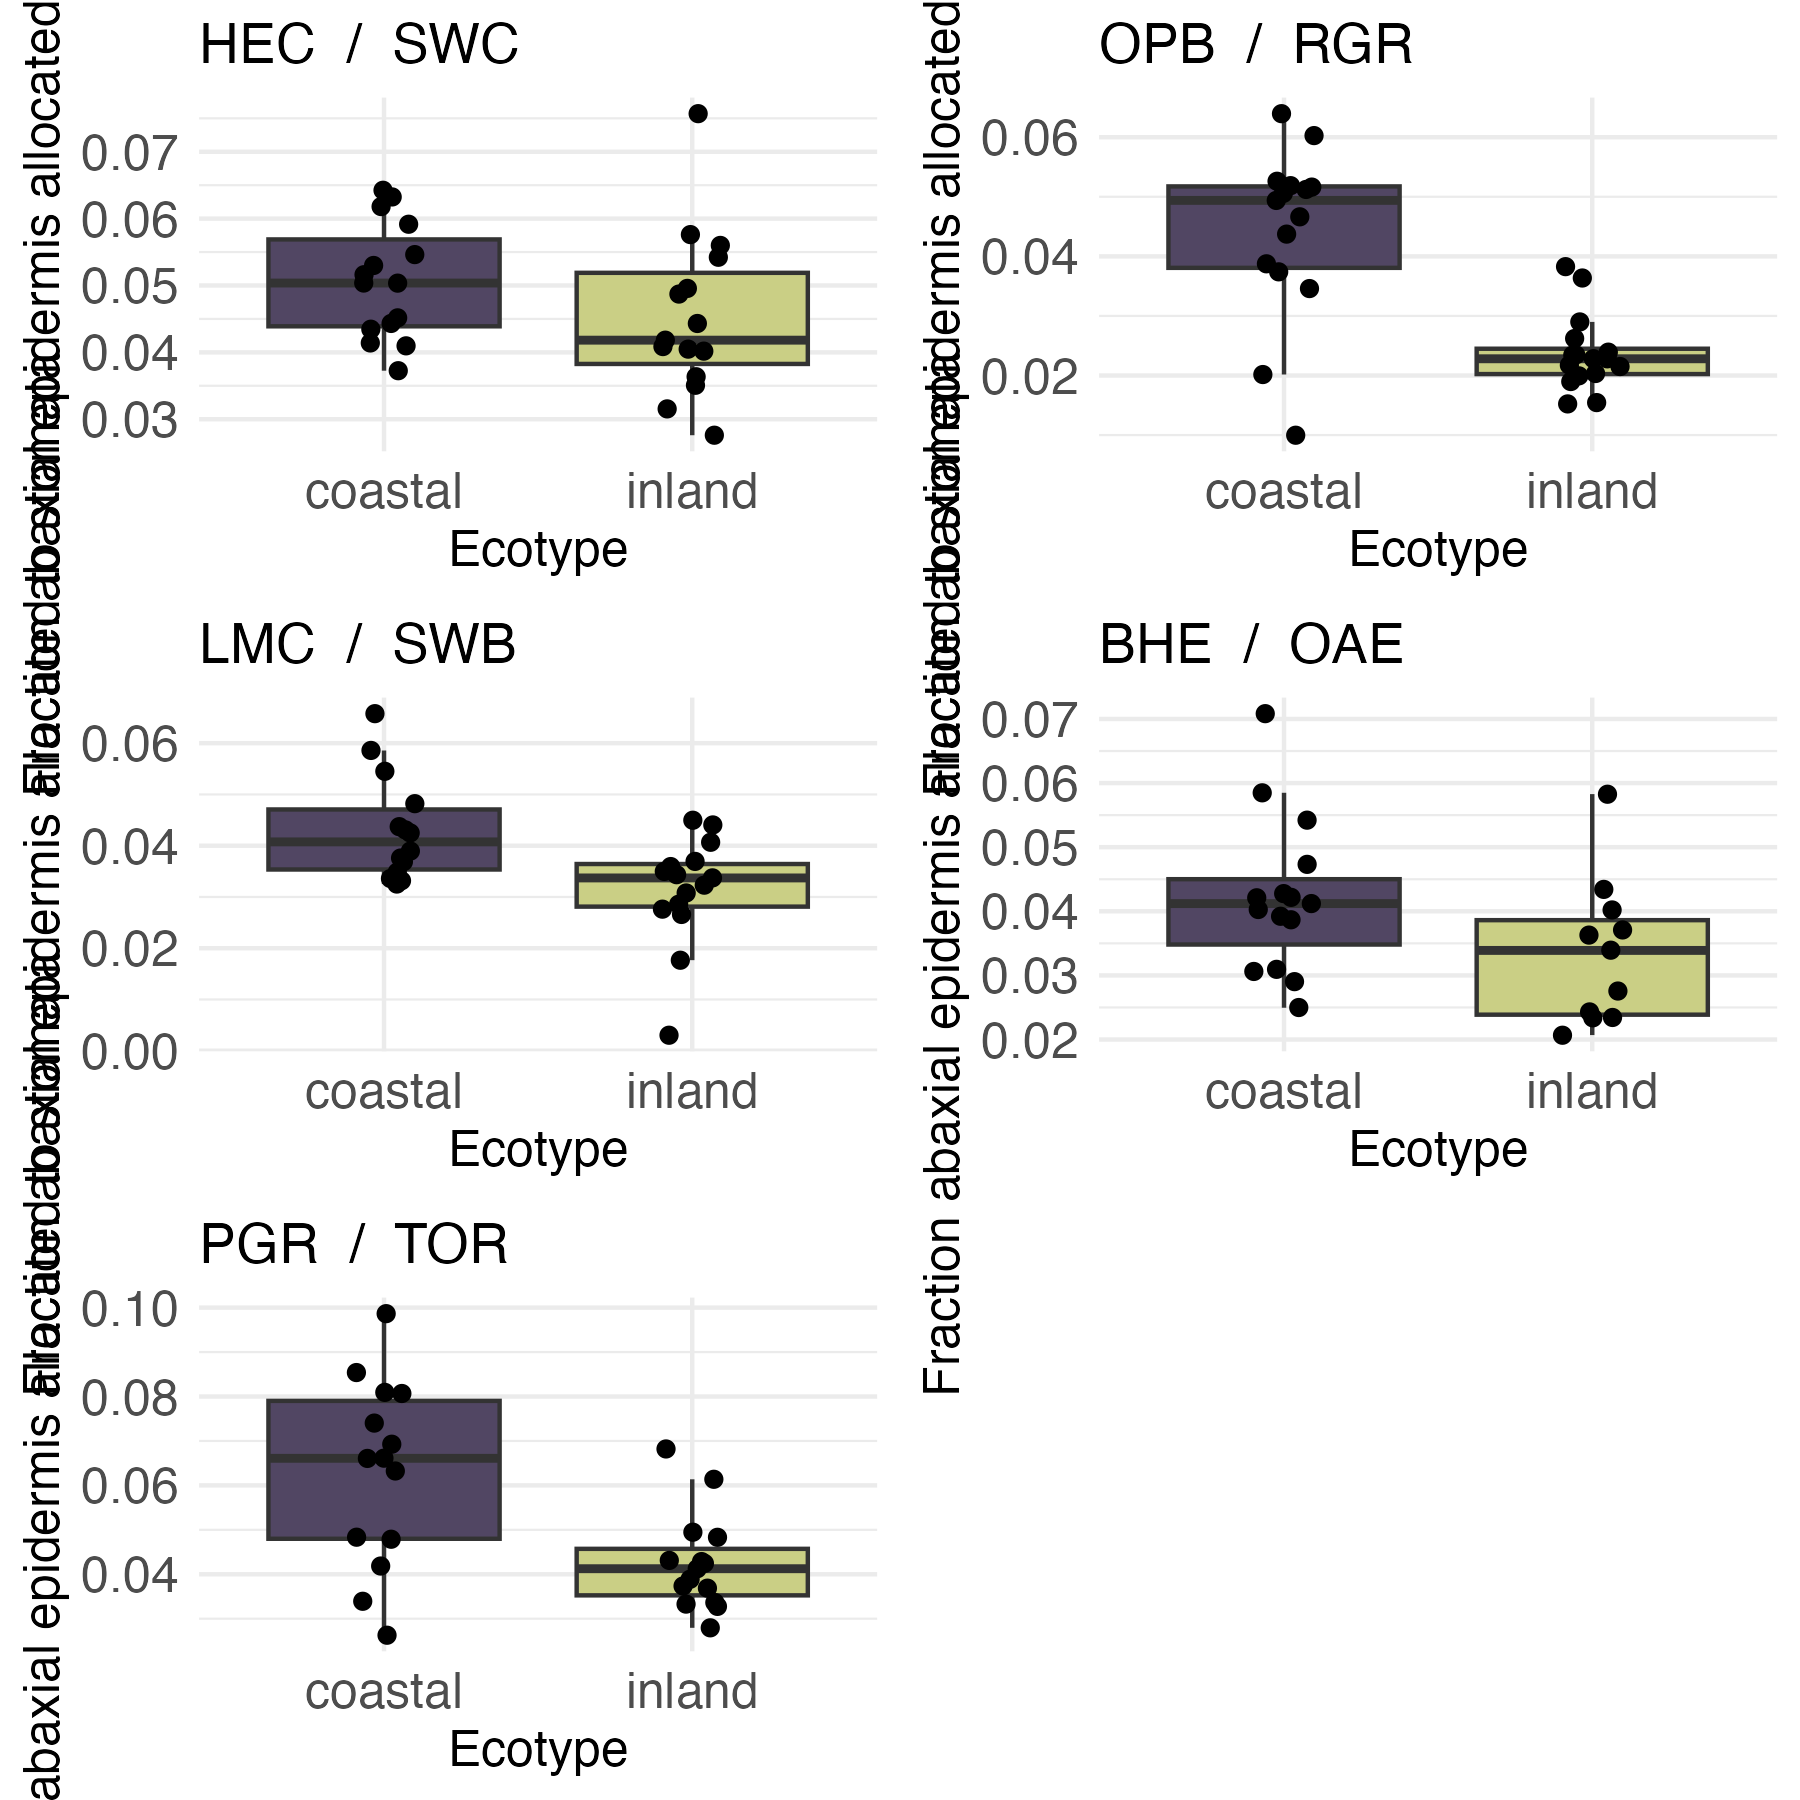 HEC / SWC
allocated
0.07
0.06
0.05
0.04
0.03
coastal
inland
Ecotype
OPB / RGR
allocated
0.06
0.04
0.02
coastal
inland
Ecotype
LMC / SWB
0.06
0.04
0.02
0.00
coastal
inland
Ecotype
BHE / OAE
Fraction abaxial epidermis
0.07
0.06
0.05
0.04
0.03
0.02
coastal
inland
Ecotype
PGR / TOR
abaxial epidermis
0.10
0.08
0.06
0.04
coastal
inland
Ecotype